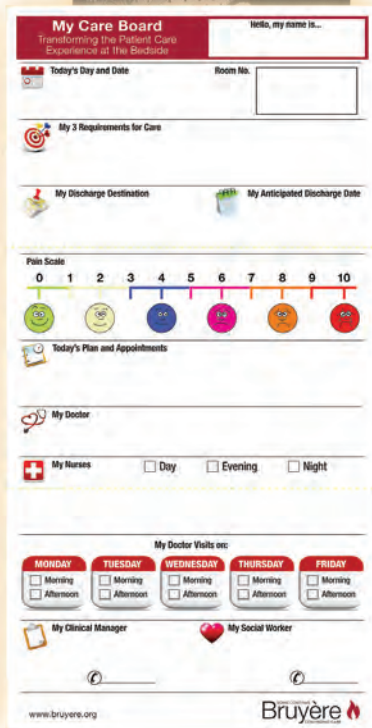 My Care Board
Transforming the Patient Care
Experience at the Bedside
Hello, my name is...
Today's Day and Date
Room No.
My 3 Requirements for Care
My Discharge Destination
My Anticipated Discharge Date
Pain Scale
0 1 2 3 4 5 6 7 8 9 10
Today's Plan and Appointments
My Doctor
My Nurses
Day Evening Night
My Doctor Visits on:
MONDAY TUESDAY WEDNESDAY THURSDAY FRIDAY
Morning Morning Morning Morning Morning
Afternoon Afternoon Afternoon Afternoon Afternoon
My Clinical Manager
My Social Worker
www.bruyere.org
Bruyère